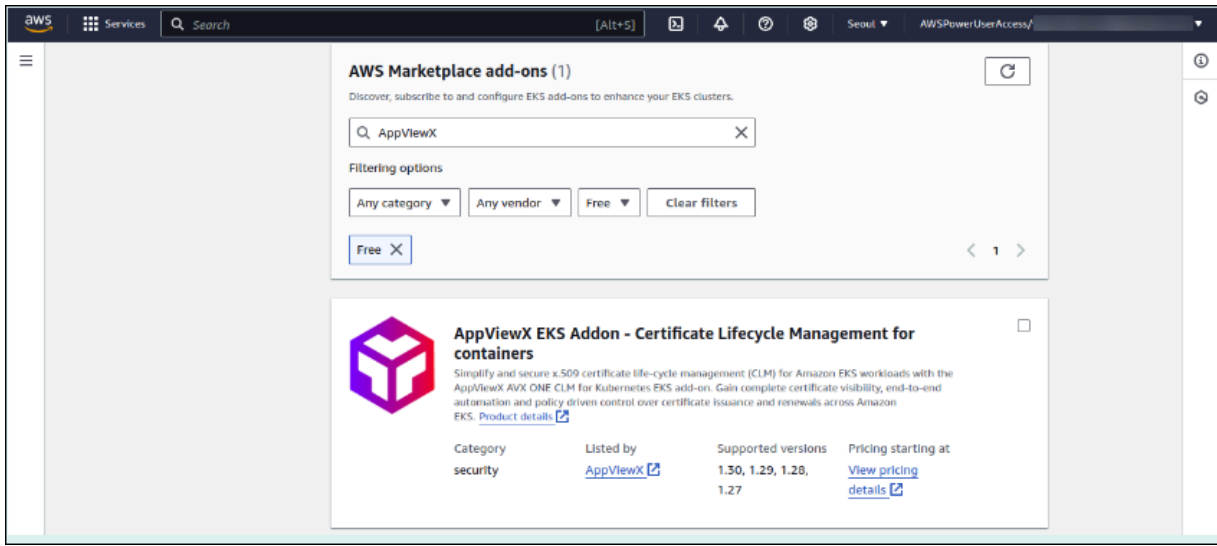 aws Services Search [Alt+S] Seoul AWSPowerUserAccess/
AWS Marketplace add-ons (1)
Discover, subscribe to and configure EKS add-ons to enhance your EKS clusters.
AppViewX
Filtering options
Any category Any vendor Free Clear filters
Free 1
AppViewX EKS Addon - Certificate Lifecycle Management for
containers
Simplify and secure x.509 certificate life-cycle management (CLM) for Amazon EKS workloads with the
AppViewX AVX ONE CLM for Kubernetes EKS add-on. Gain complete certificate visibility, end-to-end
automation and policy driven control over certificate issuance and renewals across Amazon
EKS. Product details
Category Listed by Supported versions Pricing starting at
security AppViewX 1.30, 1.29, 1.28, View pricing
1.27 details